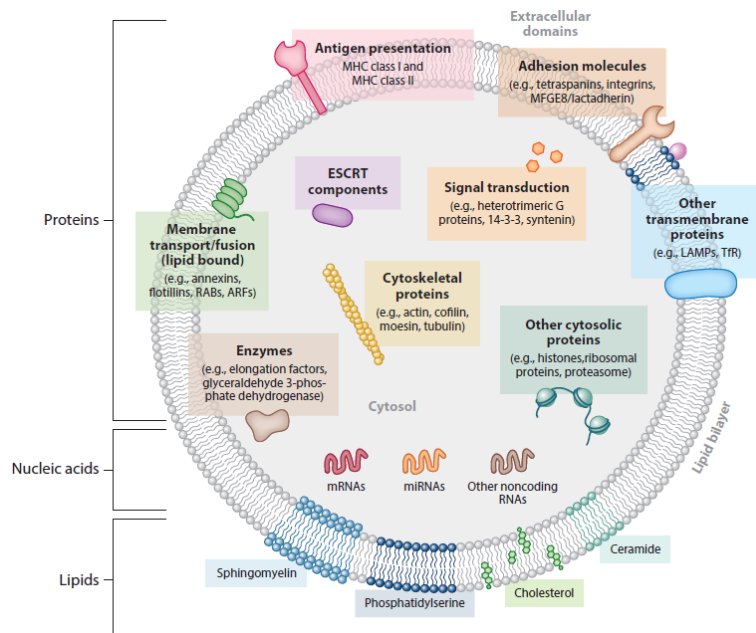 Extracellular
domains
Antigen presentation
MHC class I and
MHC class II
Adhesion molecules
(e.g., tetraspanins, integrins,
MFGE8/lactadherin)
ESCRT
components
Signal transduction
(e.g., heterotrimeric G
proteins, 14-3-3, syntenin)
Other
transmembrane
proteins
(e.g., LAMPs, TfR)
Proteins
Membrane
transport/fusion
(lipid bound)
(e.g., annexins,
flotillins, RABs, ARFs)
Cytoskeletal
proteins
(e.g., actin, cofilin,
moesin, tubulin)
Other cytosolic
proteins
(e.g., histones,ribosomal
proteins, proteasome)
Enzymes
(e.g., elongation factors,
glyceraldehyde 3-phos-
phate dehydrogenase)
Cytosol
Lipid bilayer
Nucleic acids
mRNAs
miRNAs
Other noncoding
RNAs
Lipids
Sphingomyelin
Phosphatidylserine
Cholesterol
Ceramide